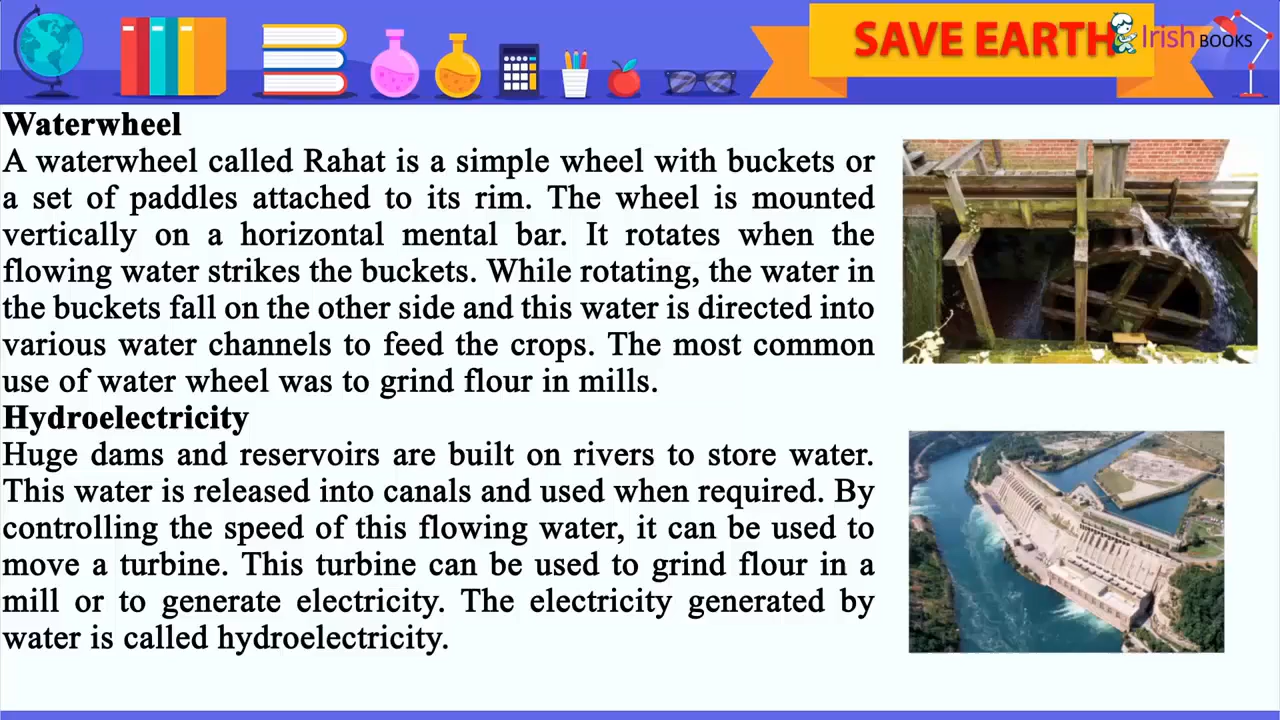 SAVE EARTH
Irish BOOKS
Waterwheel
A waterwheel called Rahat is a simple wheel with buckets or
a set of paddles attached to its rim. The wheel is mounted
vertically on a horizontal mental bar. It rotates when the
flowing water strikes the buckets. While rotating, the water in
the buckets fall on the other side and this water is directed into
various water channels to feed the crops. The most common
use of water wheel was to grind flour in mills.
Hydroelectricity
Huge dams and reservoirs are built on rivers to store water.
This water is released into canals and used when required. By
controlling the speed of this flowing water, it can be used to
move a turbine. This turbine can be used to grind flour in a
mill or to generate electricity. The electricity generated by
water is called hydroelectricity.